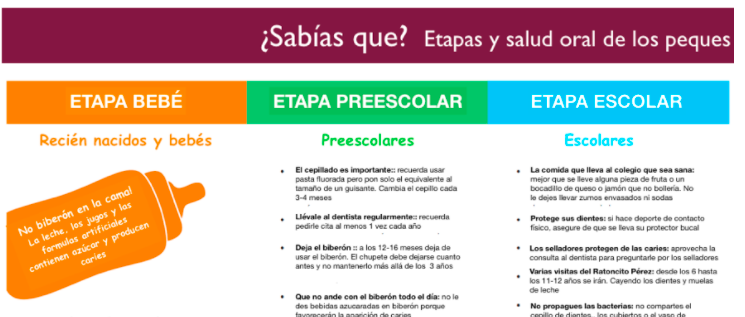 ¿Sabías que? Etapas y salud oral de los peques
ETAPA BEBÉ
Recién nacidos y bebés
No biberón en la cama!
La leche, los jugos y las
formulas artificiales
contienen azúcar y producen
caries
ETAPA PREESCOLAR
Preescolares
• El cepillado es importante:: recuerda usar
pasta fluorada pero pon solo el equivalente al
tamaño de un guisante. Cambia el cepillo cada
3-4 meses
• Llévale al dentista regularmente:: recuerda
pedirle cita al menos 1 vez cada año
• Deja el biberón :: a los 12-16 meses deja de
usar el biberón. El chupete debe dejarse cuanto
antes y no mantenerlo más allá de los 3 años
• Que no ande con el biberón todo el día: no le
des bebidas azucaradas en biberón porque
favorecerán la aparición de caries
ETAPA ESCOLAR
Escolares
• La comida que lleva al colegio que sea sana:
mejor que se lleve alguna pieza de fruta o un
bocadillo de queso o jamón que no bollería. No
le dejes llevar zumos envasados ni sodas
• Protege sus dientes: si hace deporte de contacto
físico, asegure de que se lleva su protector bucal
• Los selladores protegen de las caries: aprovecha la
consulta al dentista para preguntarle por los selladores
• Varias visitas del Ratoncito Pérez: desde los 6 hasta
los 11-12 años se irán. Cayendo los dientes y muelas
de leche
• No propagues las bacterias: no compartes el
cepillo de dientes, los cubiertos o el vaso de